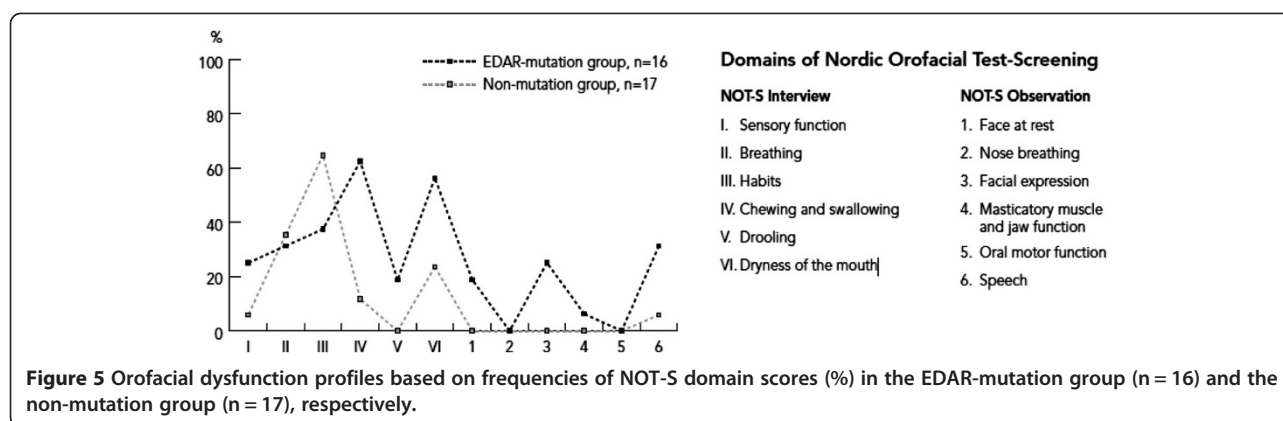 %
100
80
60
40
20
0
I II III IV V VI 1 2 3 4 5 6
EDAR-mutation group, n=16
Non-mutation group, n=17
Domains of Nordic Orofacial Test-Screening
NOT-S Interview
I. Sensory function
II. Breathing
III. Habits
IV. Chewing and swallowing
V. Drooling
VI. Dryness of the mouth
NOT-S Observation
1. Face at rest
2. Nose breathing
3. Facial expression
4. Masticatory muscle
and jaw function
5. Oral motor function
6. Speech
Figure 5 Orofacial dysfunction profiles based on frequencies of NOT-S domain scores (%) in the EDAR-mutation group (n = 16) and the
non-mutation group (n = 17), respectively.